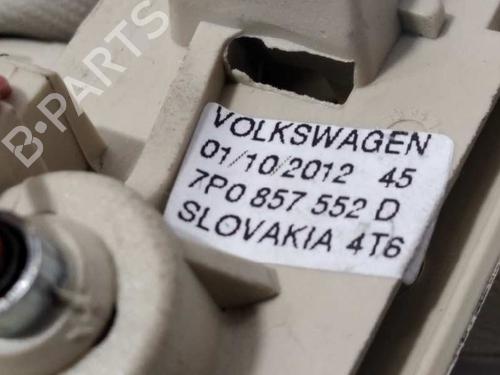 B-PARTS
VOLKSWAGEN
01/10/2012 45
7P0 857 552 D
SLOVAKIA 4T6